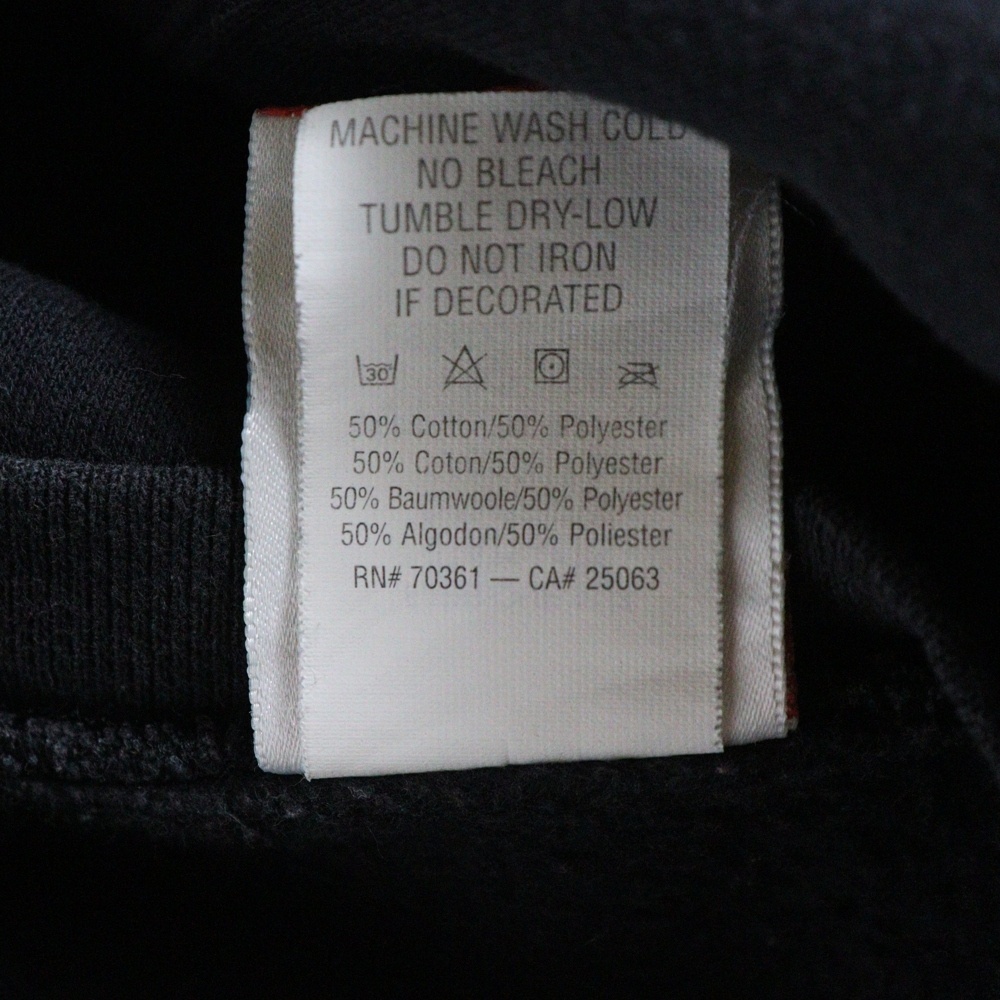 MACHINE WASH COLD
NO BLEACH
TUMBLE DRY-LOW
DO NOT IRON
IF DECORATED
30
50% Cotton/50% Polyester
50% Coton/50% Polyester
50% Baumwoole/50% Polyester
50% Algodon/50% Poliester
RN# 70361 — CA# 25063